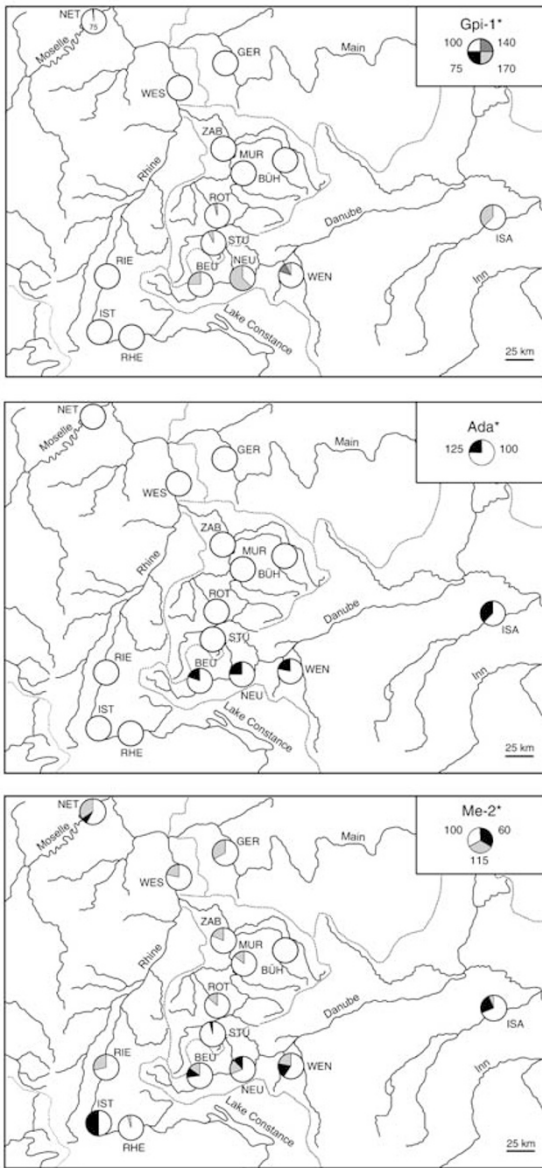 NET
75
Moselle
GER
Main
Gpi-1*
100 140
75 170
WES
ZAB
Rhine
MUR
BÜH
ROT
Danube
STU
ISA
RIE
BEU
NEU
WEN
Inn
IST
RHE
Lake Constance
25 km
NET
Moselle
GER
Main
Ada*
125 100
WES
ZAB
Rhine
MUR
BÜH
ROT
Danube
STU
ISA
RIE
BEU
NEU
WEN
Inn
IST
RHE
Lake Constance
25 km
NET
Moselle
GER
Main
Me-2*
100 60
115
WES
ZAB
Rhine
MUR
BÜH
ROT
Danube
STU
ISA
RIE
BEU
NEU
WEN
Inn
IST
RHE
Lake Constance
25 km